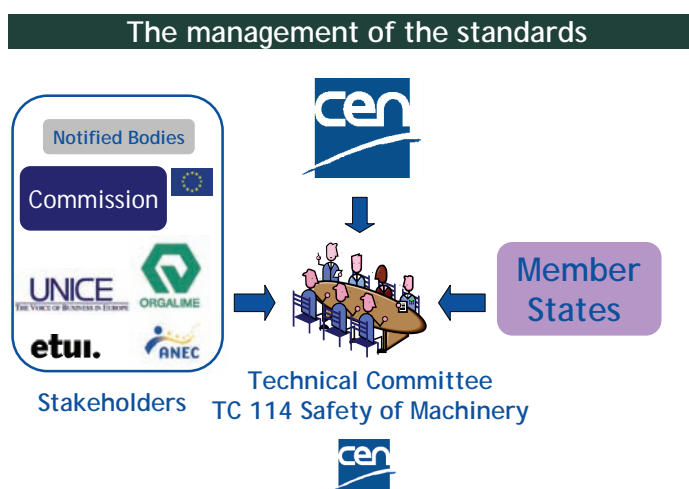 The management of the standards
cen
Notified Bodies
Commission
UNICE
THE VOICE OF BUSINESS IN EUROPE
ORGALIME
etui.
ANEC
Stakeholders
Member
States
Technical Committee
TC 114 Safety of Machinery
cen